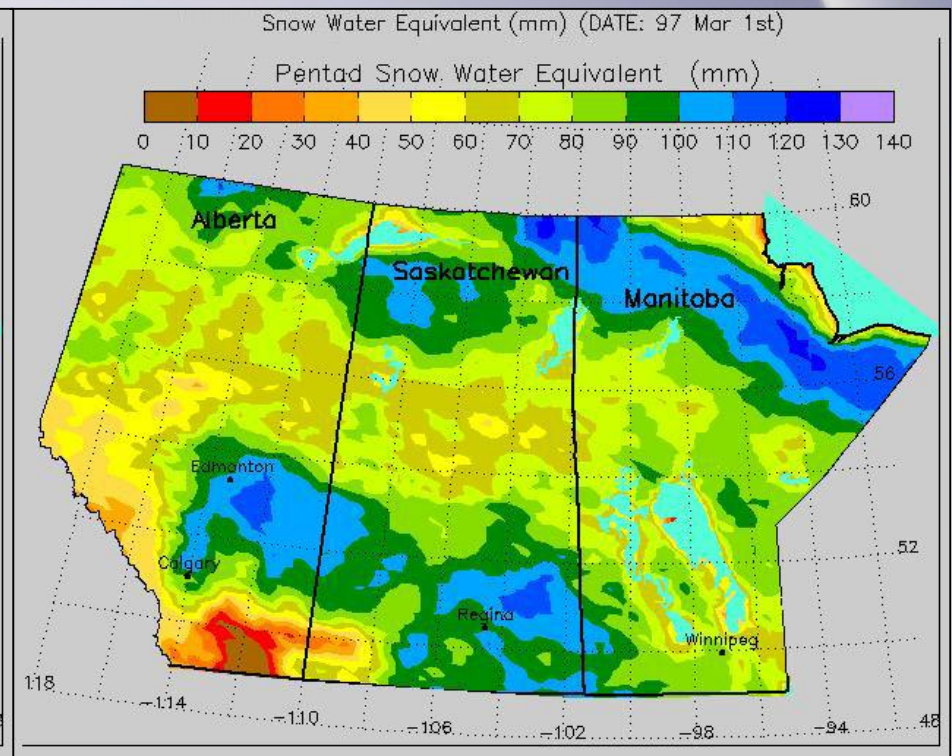 Snow Water Equivalent (mm) (DATE: 97 Mar 1st)
Pentad Snow Water Equivalent (mm)
0 10 20 30 40 50 60 70 80 90 100 110 120 130 140
60
Alberta
Saskatchewan
Manitoba
56
Edmanton
52
Calgary
Regina
Winnipeg
118
-114
-110
-106
-102
-98
-94
48